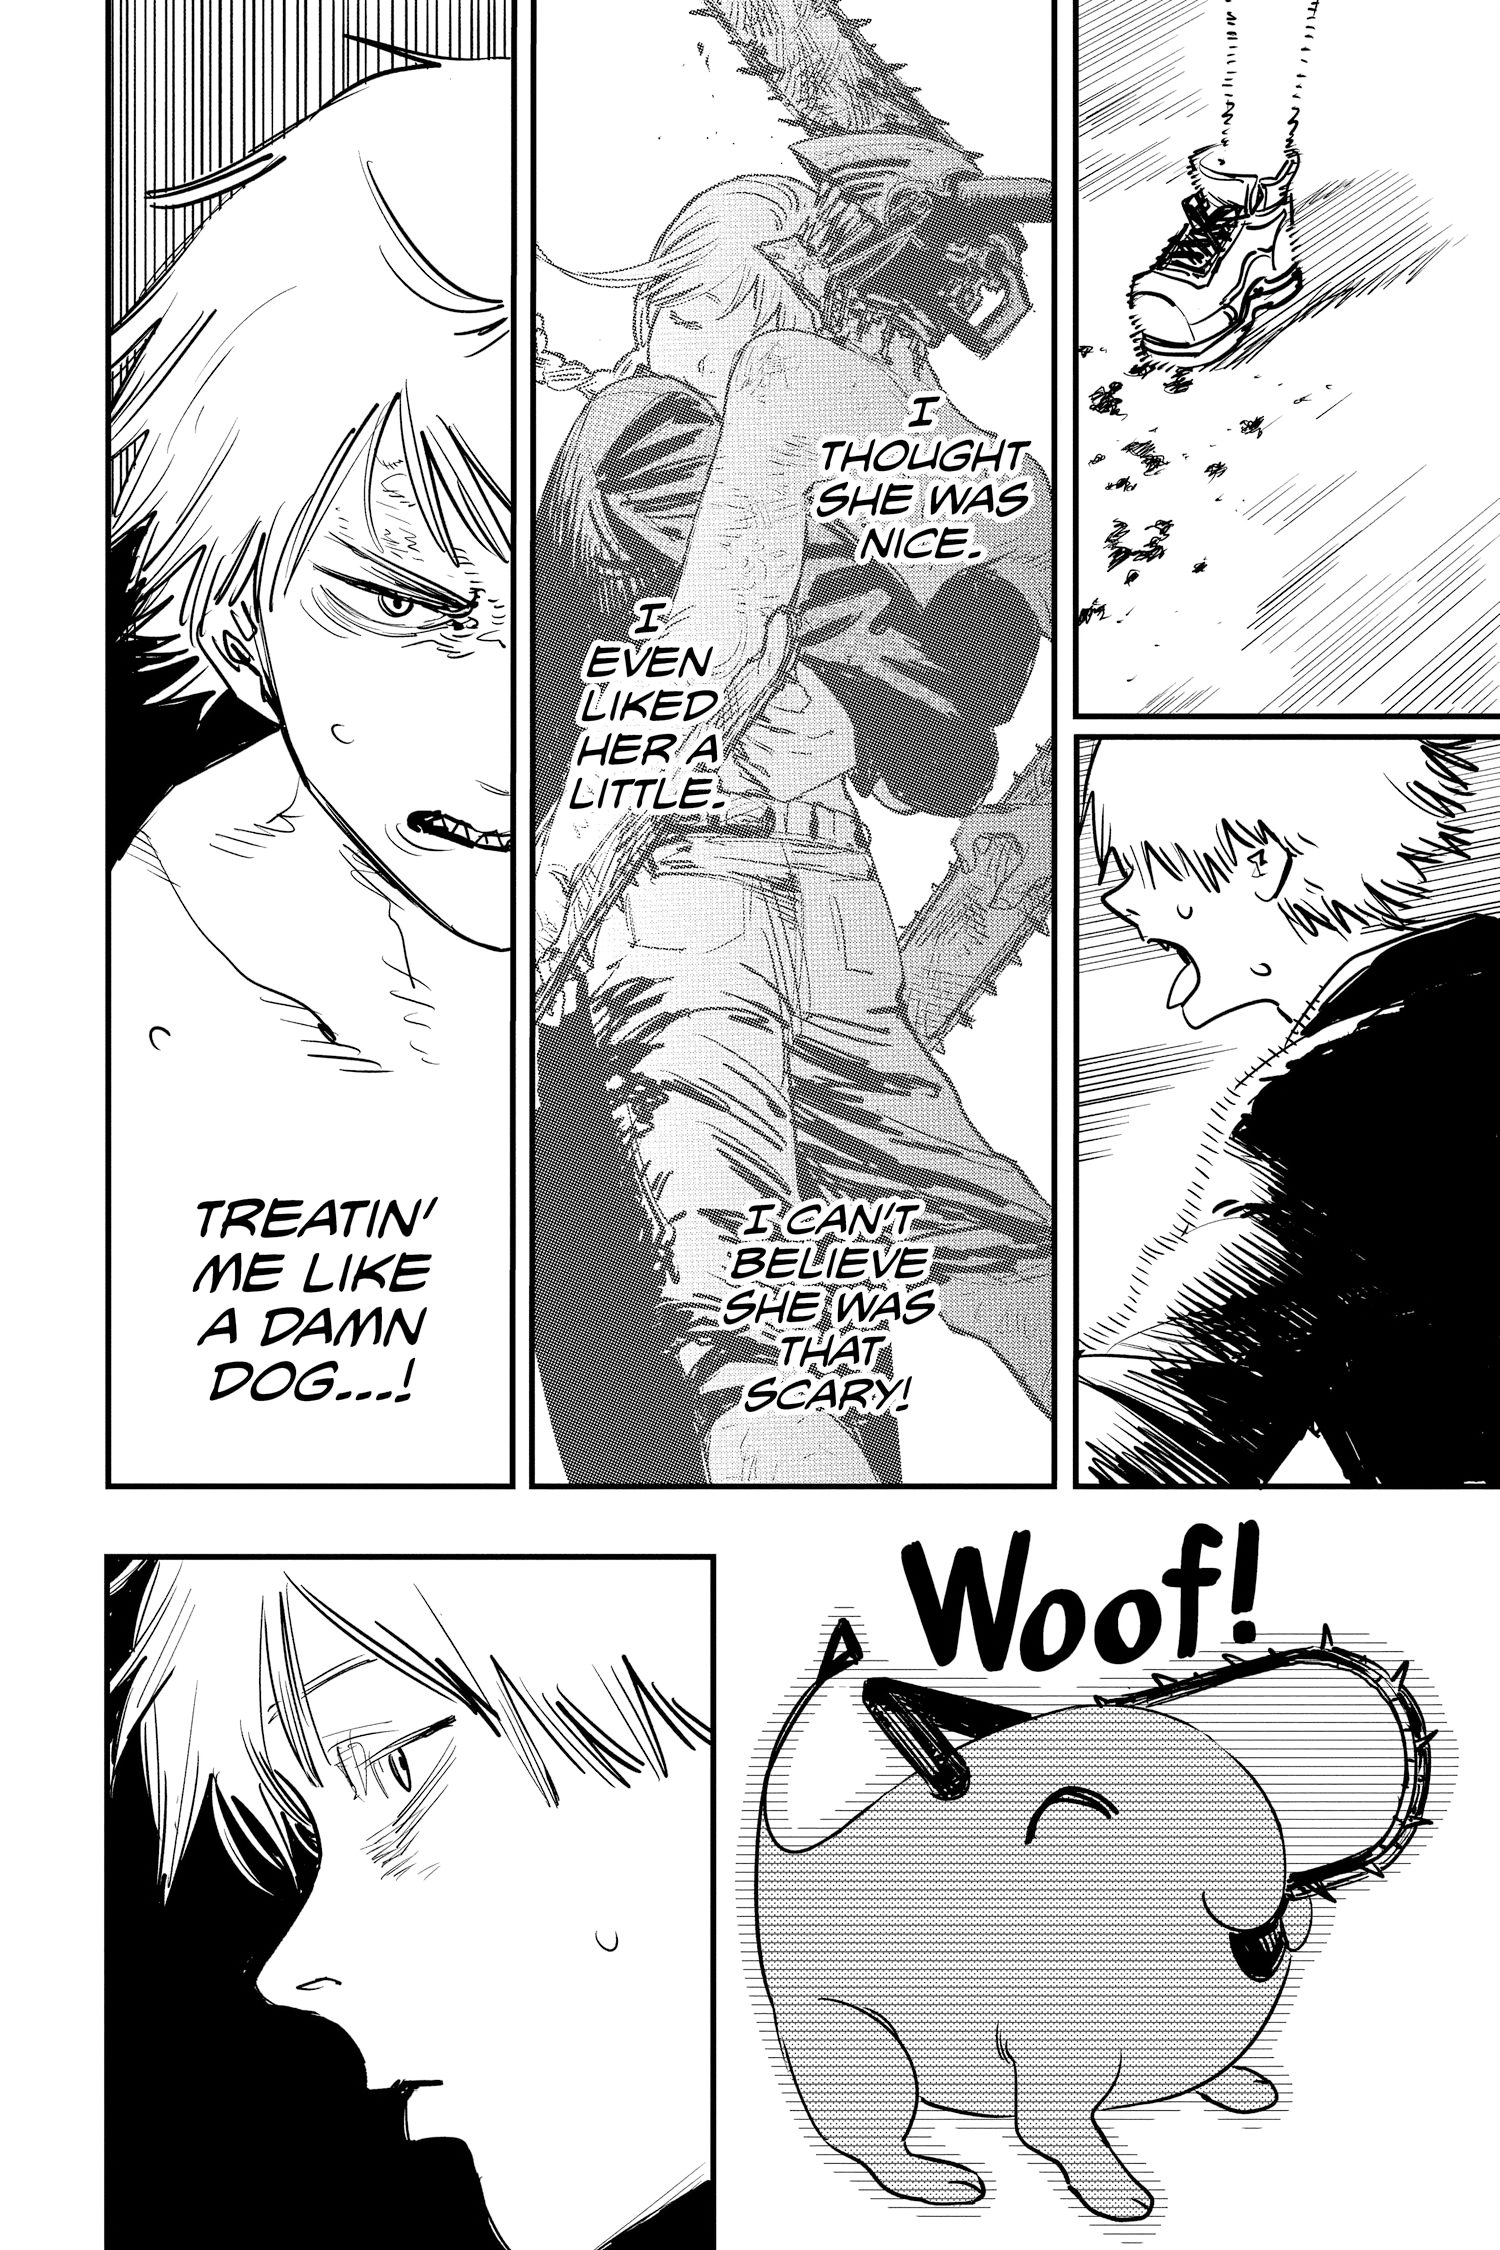 I
THOUGHT
SHE WAS
NICE.
I
EVEN
LIKED
HER A
LITTLE.
I CAN'T
BELIEVE
SHE WAS
THAT
SCARY!
TREATIN'
ME LIKE
A DAMN
DOG...!
Woof!